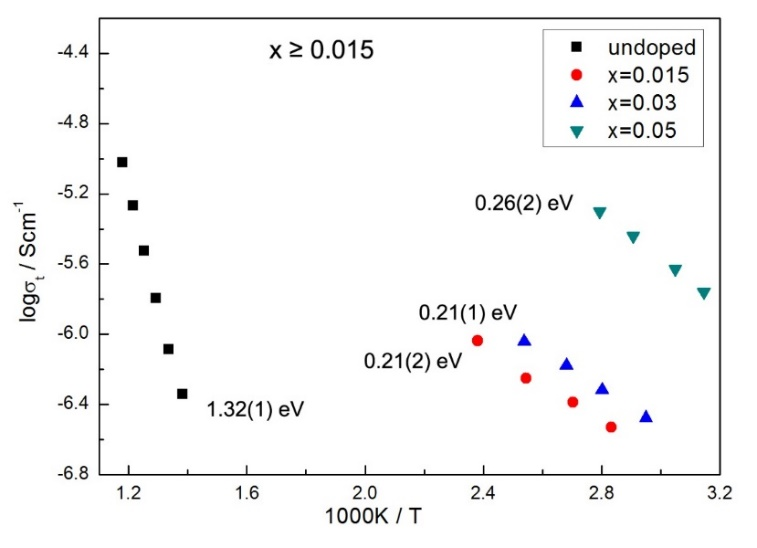 x ≥ 0.015
undoped
x=0.015
x=0.03
x=0.05
-4.4
-4.8
-5.2
-5.6
-6.0
-6.4
-6.8
logσt / Scm-1
0.26(2) eV
0.21(1) eV
0.21(2) eV
1.32(1) eV
1.2 1.6 2.0 2.4 2.8 3.2
1000K / T